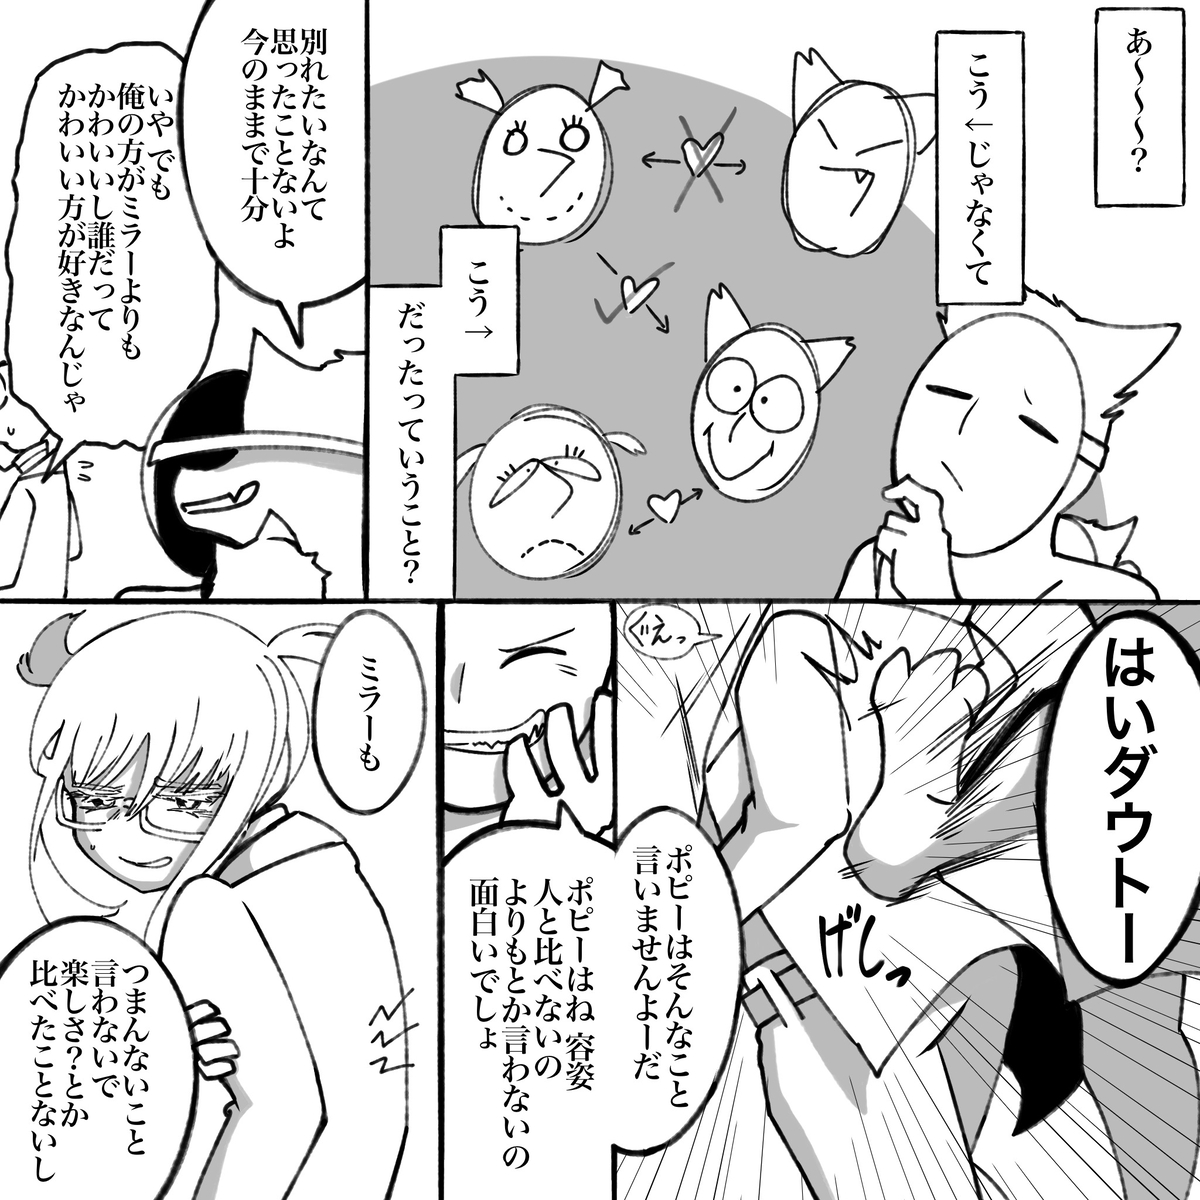 あ〜〜〜？
こう←じゃなくて
こう→
だったっていうこと？
別れたいなんて
思ったことないよ
今のままで十分
いや でも
俺の方がミラーよりも
かわいいし誰だって
かわいい方が好きなんじゃ
はいダウトー
ぐえっ
げしっ
ポピーはそんなこと
言いませんよーだ
ポピーはね 容姿
人と比べないの
よりもとか言わないの
面白いでしょ
ミラーも
つまんないこと
言わないで
楽しさ？とか
比べたことないし